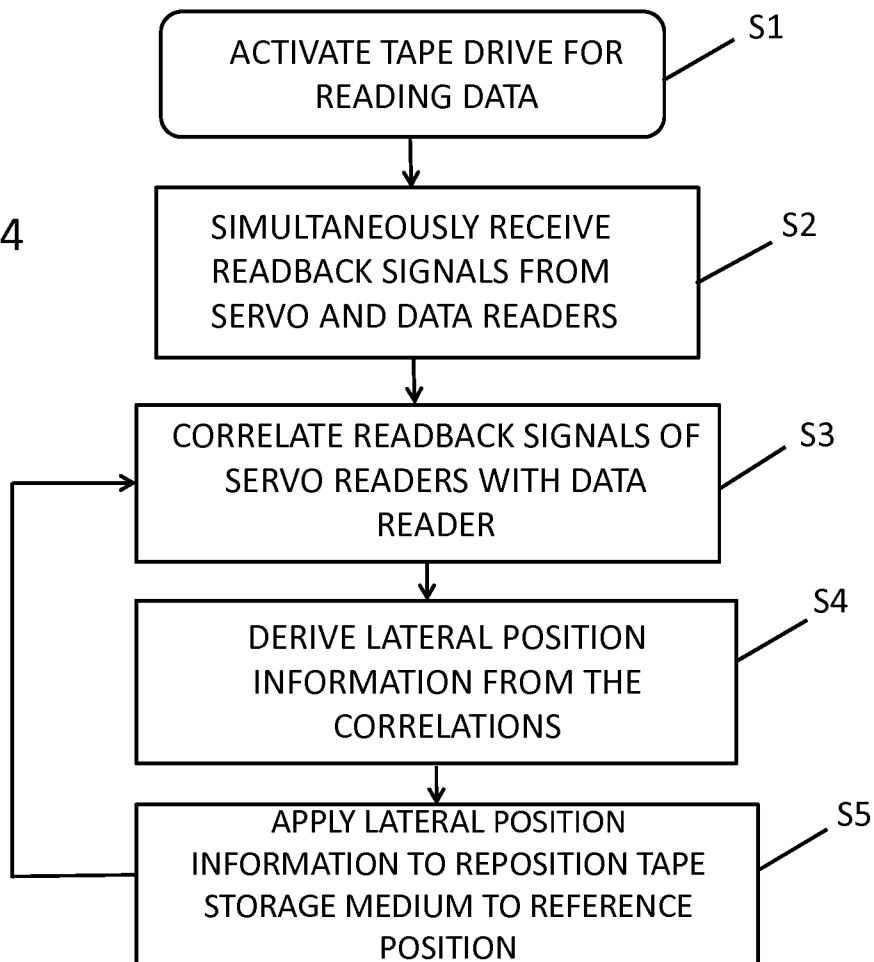 S1
ACTIVATE TAPE DRIVE FOR
READING DATA
4
S2
SIMULTANEOUSLY RECEIVE
READBACK SIGNALS FROM
SERVO AND DATA READERS
S3
CORRELATE READBACK SIGNALS OF
SERVO READERS WITH DATA
READER
S4
DERIVE LATERAL POSITION
INFORMATION FROM THE
CORRELATIONS
S5
APPLY LATERAL POSITION
INFORMATION TO REPOSITION TAPE
STORAGE MEDIUM TO REFERENCE
POSITION